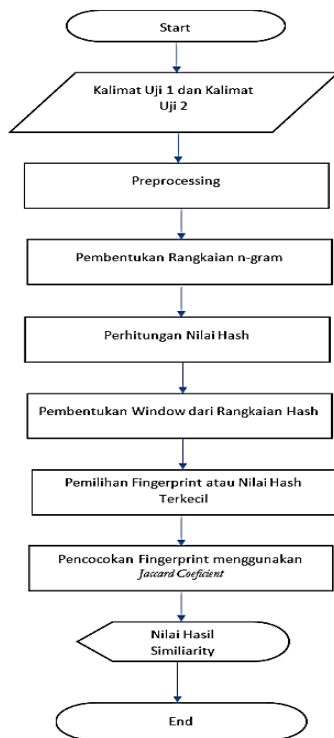 Start
Kalimat Uji 1 dan Kalimat
Uji 2
Preprocessing
Pembentukan Rangkaian n-gram
Perhitungan Nilai Hash
Pembentukan Window dari Rangkaian Hash
Pemilihan Fingerprint atau Nilai Hash
Terkecil
Pencocokan Fingerprint menggunakan
Jaccard Coeficient
Nilai Hasil
Similiarity
End